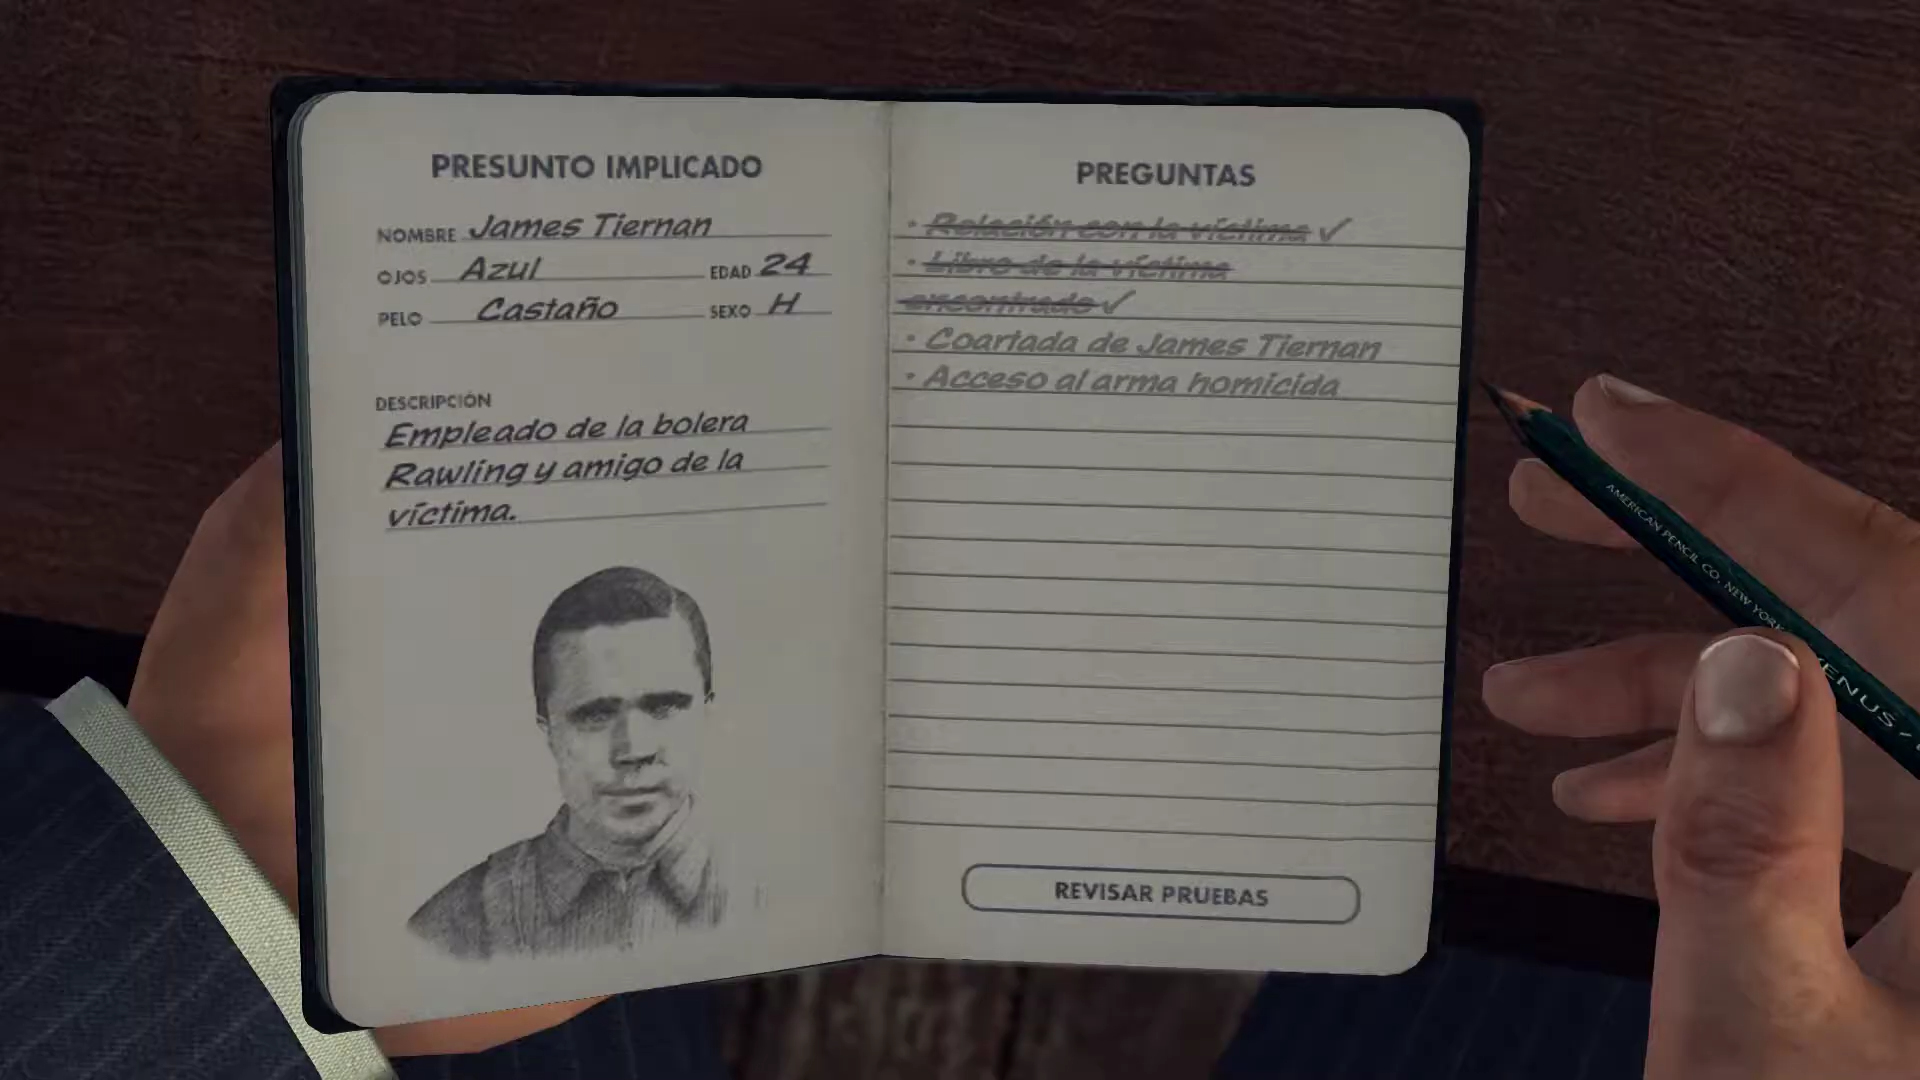 PRESUNTO IMPLICADO
NOMBRE James Tiernan
OJOS Azul EDAD 24
PELO Castaño SEXO H
DESCRIPCIÓN
Empleado de la bolera
Rawling y amigo de la
víctima.
PREGUNTAS
· Relación con la víctima ✓
· Libro de la víctima
encontrado ✓
· Coartada de James Tiernan
· Acceso al arma homicida
REVISAR PRUEBAS
AMERICAN PENCIL CO. NEW YORK
VENUS